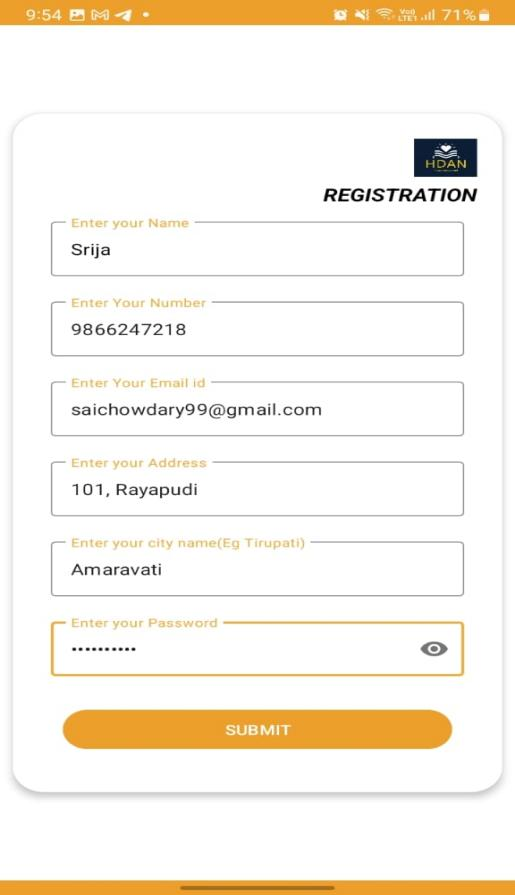 9:54
71%
HDAN
REGISTRATION
Enter your Name
Srija
Enter Your Number
9866247218
Enter Your Email id
saichowdary99@gmail.com
Enter your Address
101, Rayapudi
Enter your city name(Eg Tirupati)
Amaravati
Enter your Password
••••••••••
SUBMIT